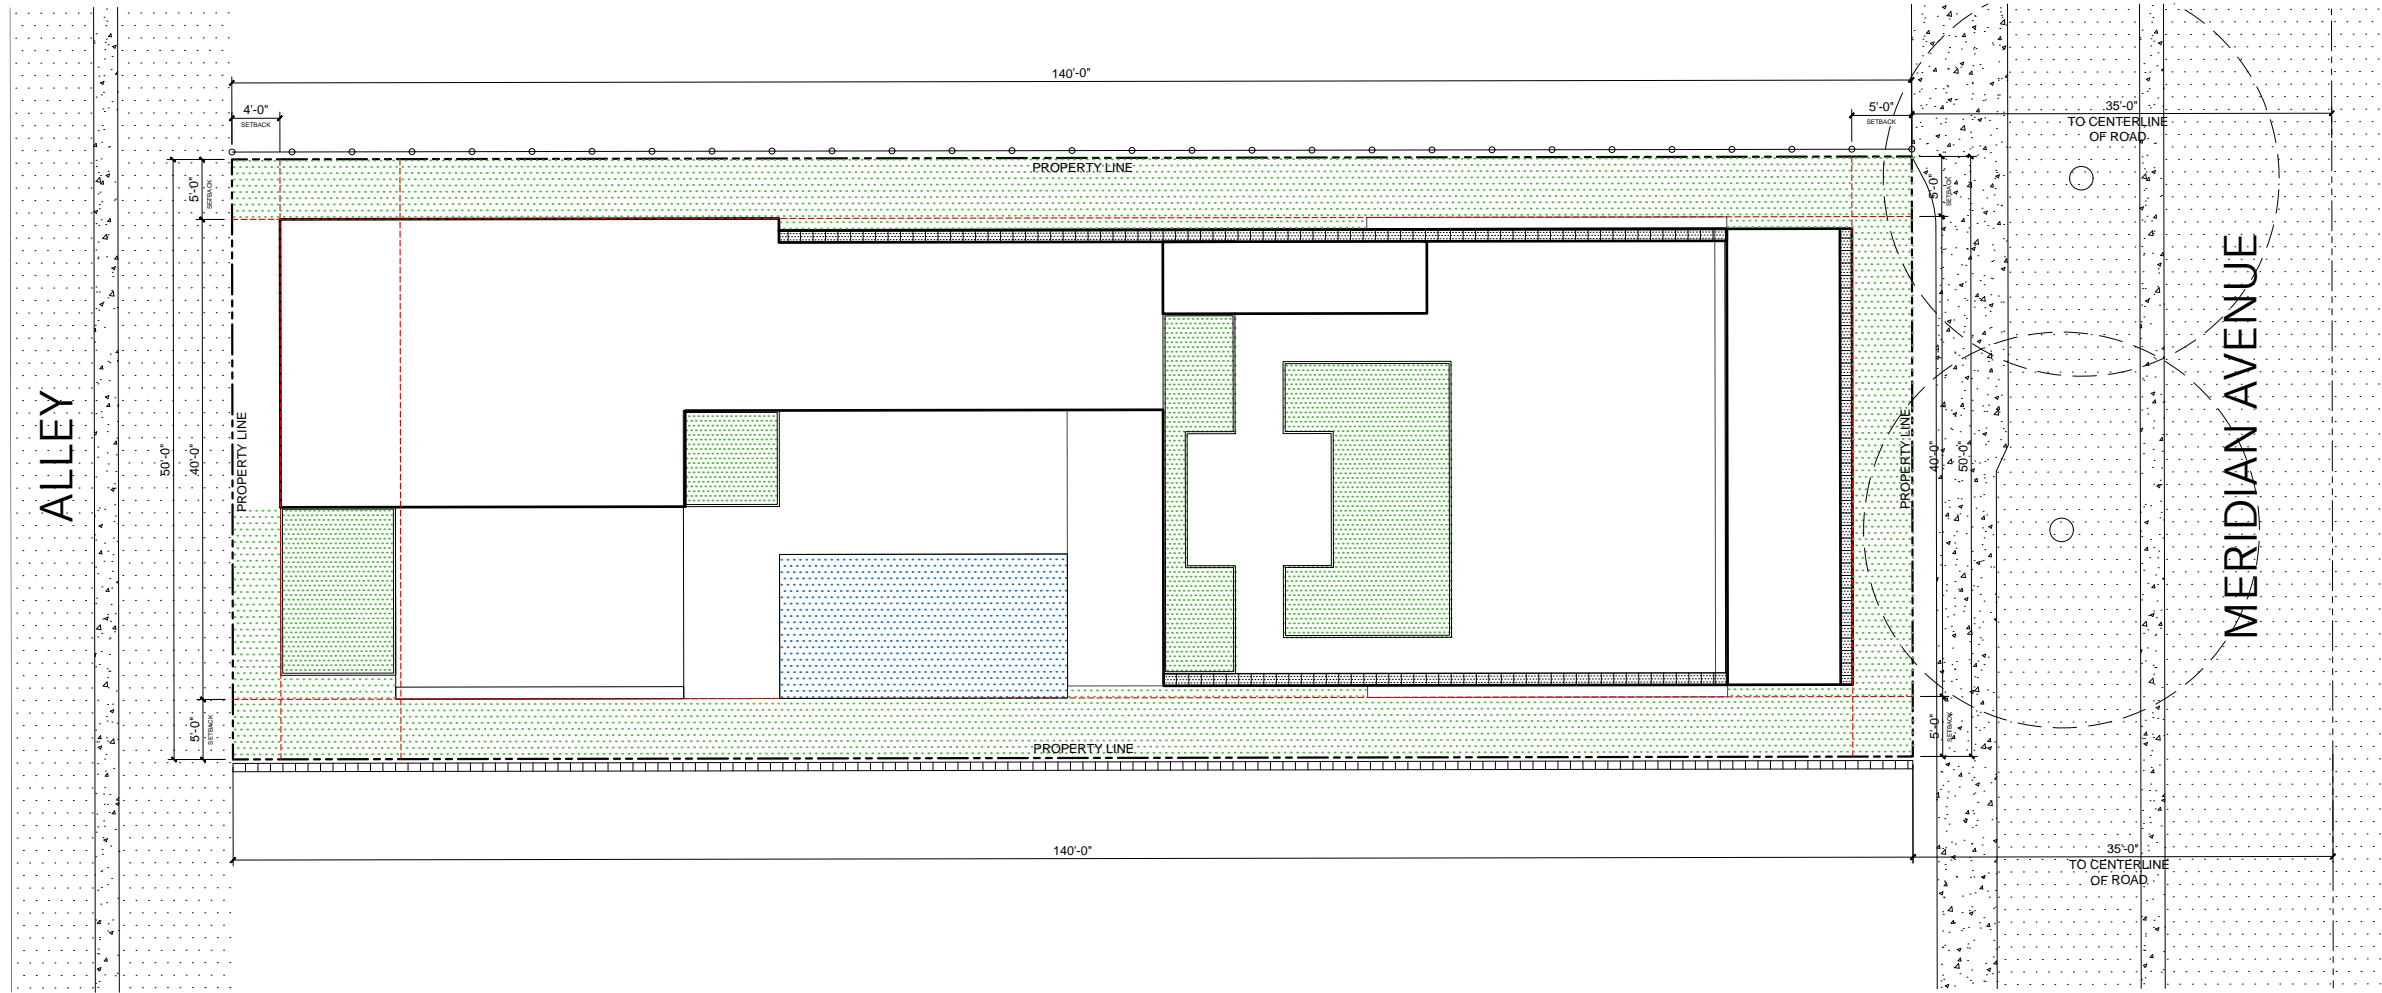 140'-0"
4'-0"
SETBACK
5'-0"
SETBACK
35'-0"
TO CENTERLINE
OF ROAD
PROPERTY LINE
5'-0"
SETBACK
5'-0"
SETBACK
ALLEY
50'-0"
40'-0"
PROPERTY LINE
PROPERTY LINE
40'-0"
50'-0"
MERIDIAN AVENUE
5'-0"
SETBACK
5'-0"
SETBACK
PROPERTY LINE
140'-0"
35'-0"
TO CENTERLINE
OF ROAD